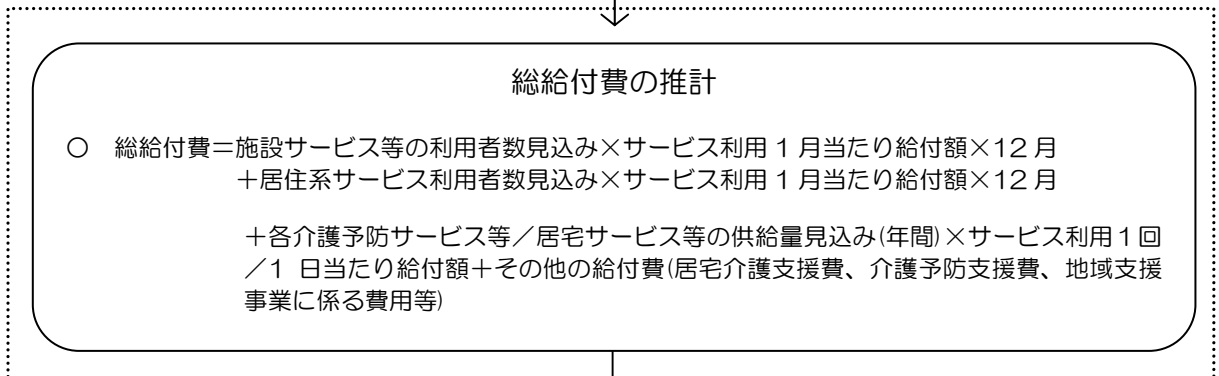 総給付費の推計
○ 総給付費＝施設サービス等の利用者数見込み×サービス利用１月当たり給付額×12月
＋居住系サービス利用者数見込み×サービス利用１月当たり給付額×12月
＋各介護予防サービス等／居宅サービス等の供給量見込み(年間)×サービス利用１回
／1 日当たり給付額＋その他の給付費(居宅介護支援費、介護予防支援費、地域支援
事業に係る費用等)